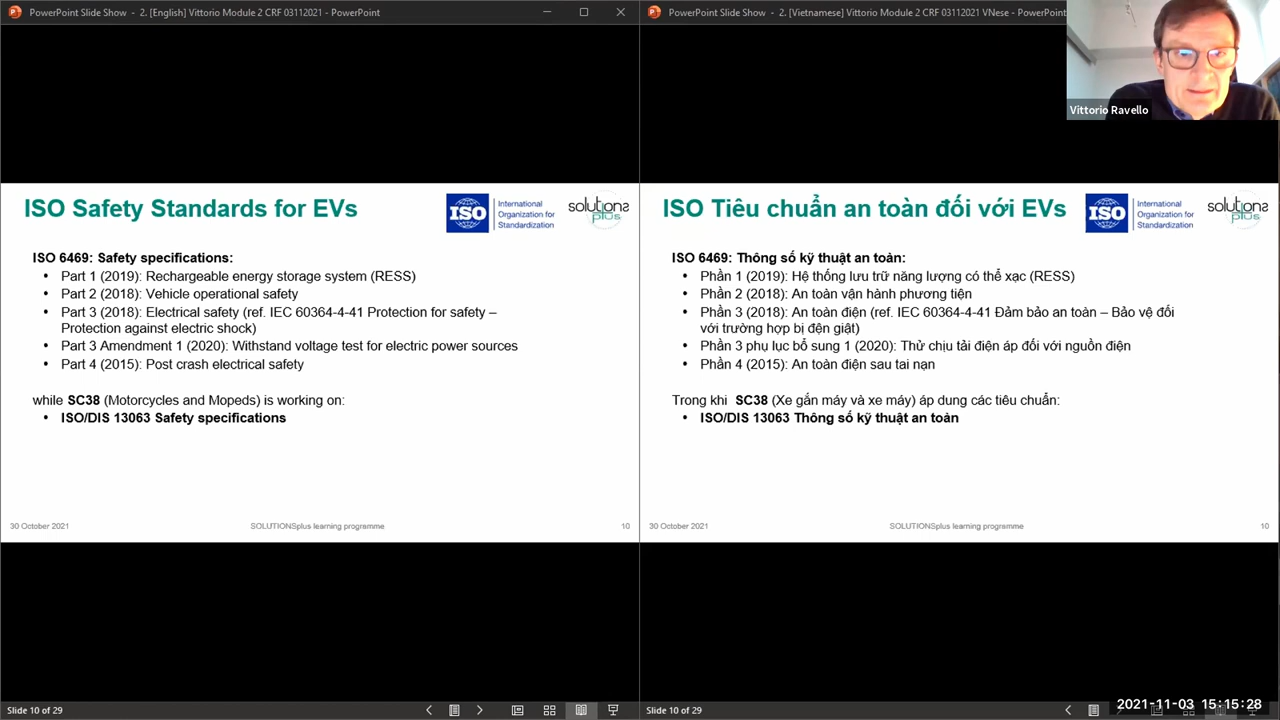 PowerPoint Slide Show - 2. [English] Vittorio Module 2 CRF 03112021 - PowerPoint
ISO Safety Standards for EVs
ISO
International
Organization for
Standardization
solutions
plus
ISO 6469: Safety specifications:
• Part 1 (2019): Rechargeable energy storage system (RESS)
• Part 2 (2018): Vehicle operational safety
• Part 3 (2018): Electrical safety (ref. IEC 60364-4-41 Protection for safety –
Protection against electric shock)
• Part 3 Amendment 1 (2020): Withstand voltage test for electric power sources
• Part 4 (2015): Post crash electrical safety
while SC38 (Motorcycles and Mopeds) is working on:
• ISO/DIS 13063 Safety specifications
30 October 2021
SOLUTIONSplus learning programme
10
Slide 10 of 29
PowerPoint Slide Show - 2. [Vietnamese] Vittorio Module 2 CRF 03112021 VNese - PowerPoint
Vittorio Ravello
ISO Tiêu chuẩn an toàn đối với EVs
ISO
International
Organization for
Standardization
solutions
plus
ISO 6469: Thông số kỹ thuật an toàn:
• Phần 1 (2019): Hệ thống lưu trữ năng lượng có thể xạc (RESS)
• Phần 2 (2018): An toàn vận hành phương tiện
• Phần 3 (2018): An toàn điện (ref. IEC 60364-4-41 Đảm bảo an toàn – Bảo vệ đối
với trường hợp bị đện giật)
Phần 3 phụ lục bổ sung 1 (2020): Thử chịu tải điện áp đối với nguồn điện
• Phần 4 (2015): An toàn điện sau tai nạn
Trong khi SC38 (Xe gắn máy và xe máy) áp dung các tiêu chuẩn:
• ISO/DIS 13063 Thông số kỹ thuật an toàn
30 October 2021
SOLUTIONSplus learning programme
10
Slide 10 of 29
2021-11-03 15:15:28